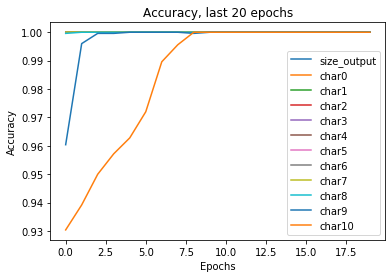 Accuracy, last 20 epochs
1.00
0.99
0.98
0.97
0.96
0.95
0.94
0.93
Accuracy
size_output
char0
char1
char2
char3
char4
char5
char6
char7
char8
char9
char10
0.0 2.5 5.0 7.5 10.0 12.5 15.0 17.5
Epochs